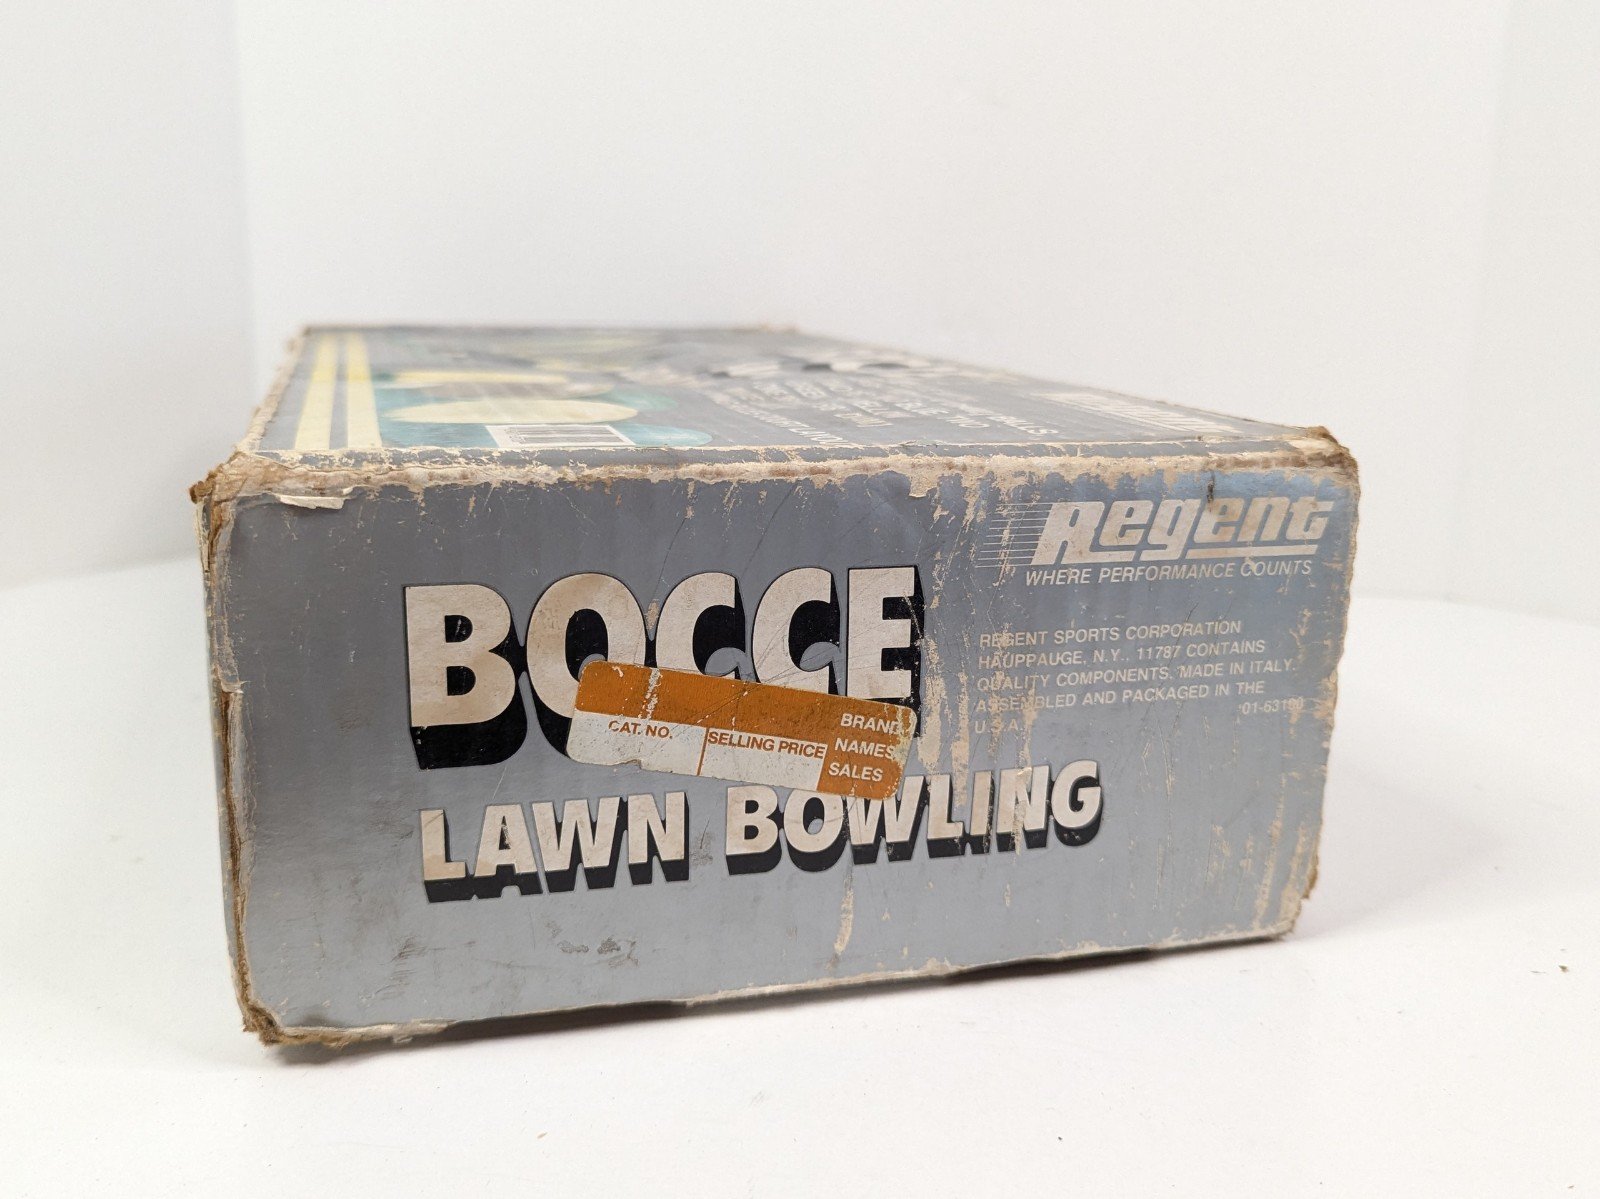 Regent
WHERE PERFORMANCE COUNTS
BOCCE
LAWN BOWLING
REGENT SPORTS CORPORATION
HAUPPAUGE, N.Y., 11787 CONTAINS
QUALITY COMPONENTS, MADE IN ITALY.
ASSEMBLED AND PACKAGED IN THE
U.S.A.
CAT. NO.
SELLING PRICE
BRAND
NAMES
SALES